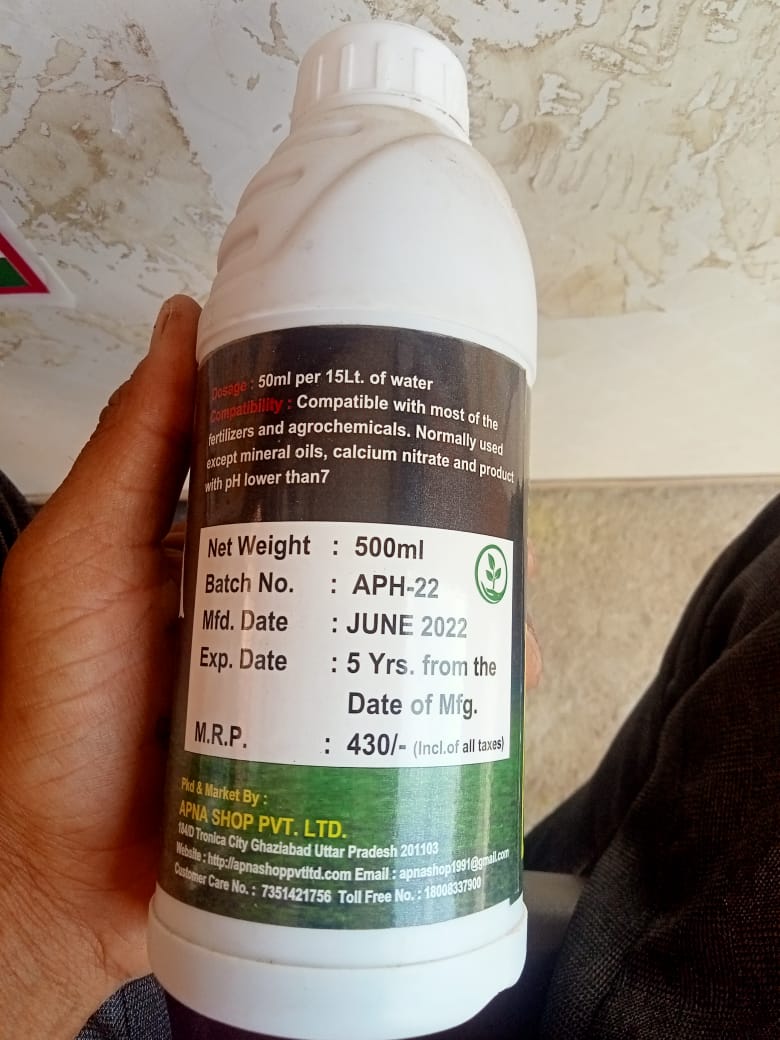 Dosage : 50ml per 15Lt. of water
Compatibility : Compatible with most of the
fertilizers and agrochemicals. Normally used
except mineral oils, calcium nitrate and product
with pH lower than7
Net Weight : 500ml
Batch No. : APH-22
Mfd. Date : JUNE 2022
Exp. Date : 5 Yrs. from the
Date of Mfg.
M.R.P. : 430/- (Incl.of all taxes)
Pkd & Market By :
APNA SHOP PVT. LTD.
184/D Tronica City Ghaziabad Uttar Pradesh 201103
Website : http://apnashoppvtltd.com Email : apnashop1991@gmail.com
Customer Care No. : 7351421756 Toll Free No. : 18008337900